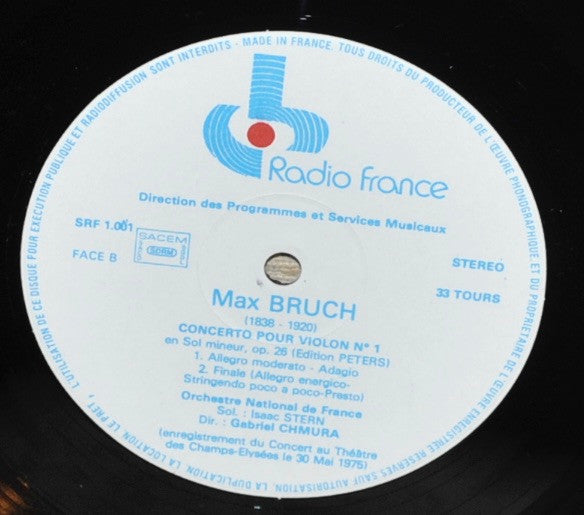 MADE IN FRANCE. TOUS DROITS DU PRODUCTEUR DE L'ŒUVRE PHONOGRAPHIQUE ET DU PROPRIETAIRE DE L'ŒUVRE ENREGISTREE RESERVES SAUF AUTORISATION. LA DUPLICATION, LA LOCATION, LE PRET, L'UTILISATION DE CE DISQUE POUR EXECUTION PUBLIQUE ET RADIODIFFUSION SONT INTERDITS -
Radio france
Direction des Programmes et Services Musicaux
SRF 1.001
SACEM
SDRM
FACE B
STEREO
33 TOURS
Max BRUCH
(1838 - 1920)
CONCERTO POUR VIOLON N° 1
en Sol mineur, op. 26 (Edition PETERS)
1. Allegro moderato - Adagio
2. Finale (Allegro energico-
Stringendo poco a poco-Presto)
Orchestre National de France
Sol. : Isaac STERN
Dir. : Gabriel CHMURA
(enregistrement du Concert au Théâtre
des Champs-Elysées le 30 Mai 1975)